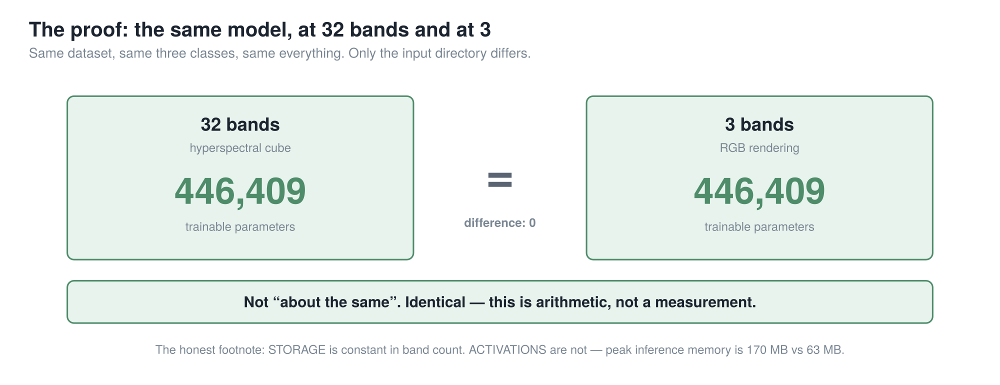 The proof: the same model, at 32 bands and at 3
Same dataset, same three classes, same everything. Only the input directory differs.
32 bands
hyperspectral cube
446,409
trainable parameters
=
difference: 0
3 bands
RGB rendering
446,409
trainable parameters
Not “about the same”. Identical — this is arithmetic, not a measurement.
The honest footnote: STORAGE is constant in band count. ACTIVATIONS are not — peak inference memory is 170 MB vs 63 MB.